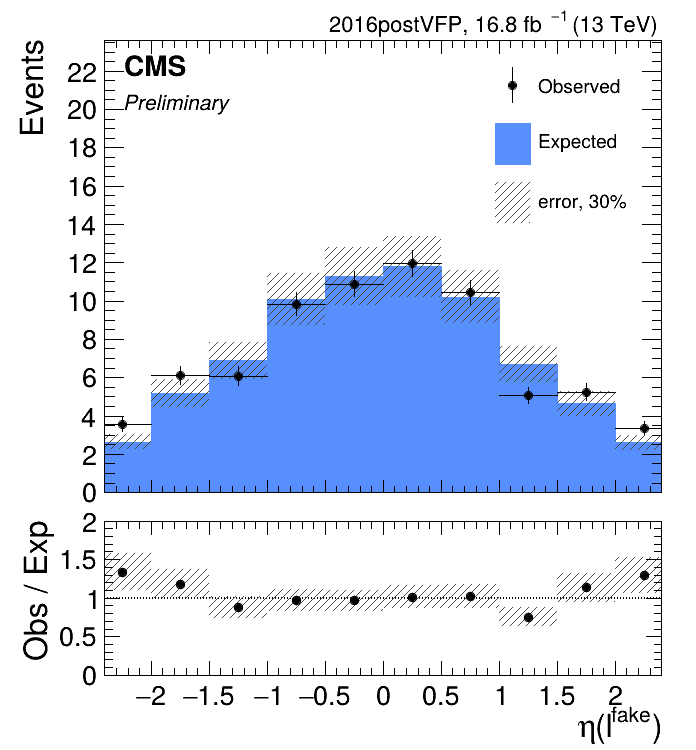 2016postVFP, 16.8 fb⁻¹ (13 TeV)
CMS
Preliminary
Events
Observed
Expected
error, 30%
22
20
18
16
14
12
10
8
6
4
2
0
Obs / Exp
2
1.5
1
0.5
0
−2 −1.5 −1 −0.5 0 0.5 1 1.5 2
η(l^fake)